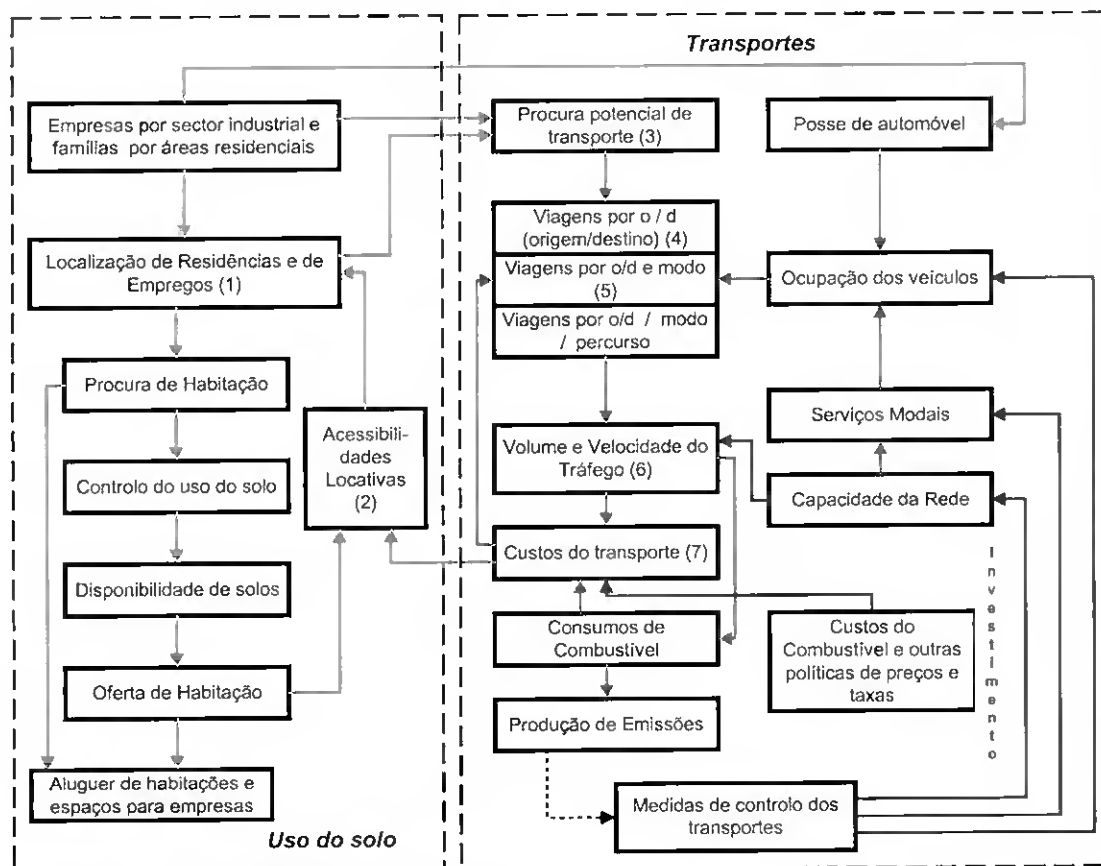 Transportes
Empresas por sector industrial e
famílias por áreas residenciais
Localização de Residências e de
Empregos (1)
Procura de Habitação
Controlo do uso do solo
Disponibilidade de solos
Oferta de Habitação
Aluguer de habitações e
espaços para empresas
Acessibili-
dades
Locativas
(2)
Uso do solo
Procura potencial de
transporte (3)
Posse de automóvel
Viagens por o / d
(origem/destino) (4)
Viagens por o/d e modo
(5)
Viagens por o/d / modo
/ percurso
Ocupação dos veículos
Serviços Modais
Volume e Velocidade do
Tráfego (6)
Capacidade da Rede
Custos do transporte (7)
Consumos de
Combustível
Custos do
Combustível e outras
políticas de preços e
taxas
Investimento
Produção de Emissões
Medidas de controlo dos
transportes